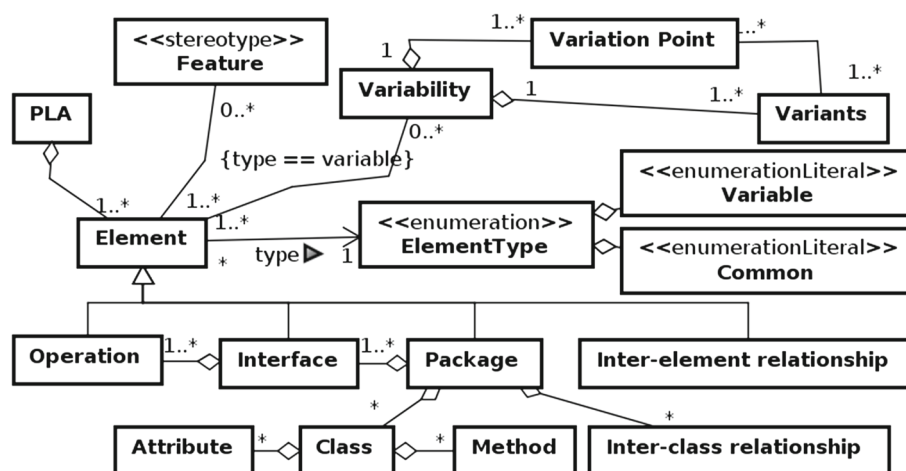 <<stereotype>>
Feature
1..*
Variation Point
..*
1
Variability
1
1..*
1..*
Variants
PLA
0..*
0..*
{type == variable}
<<enumerationLiteral>>
Variable
1..*
1..*
1..*
Element
*
type
1
<<enumeration>>
ElementType
<<enumerationLiteral>>
Common
Operation
1..*
Interface
1..*
Package
Inter-element relationship
*
*
Attribute
*
Class
*
Method
Inter-class relationship